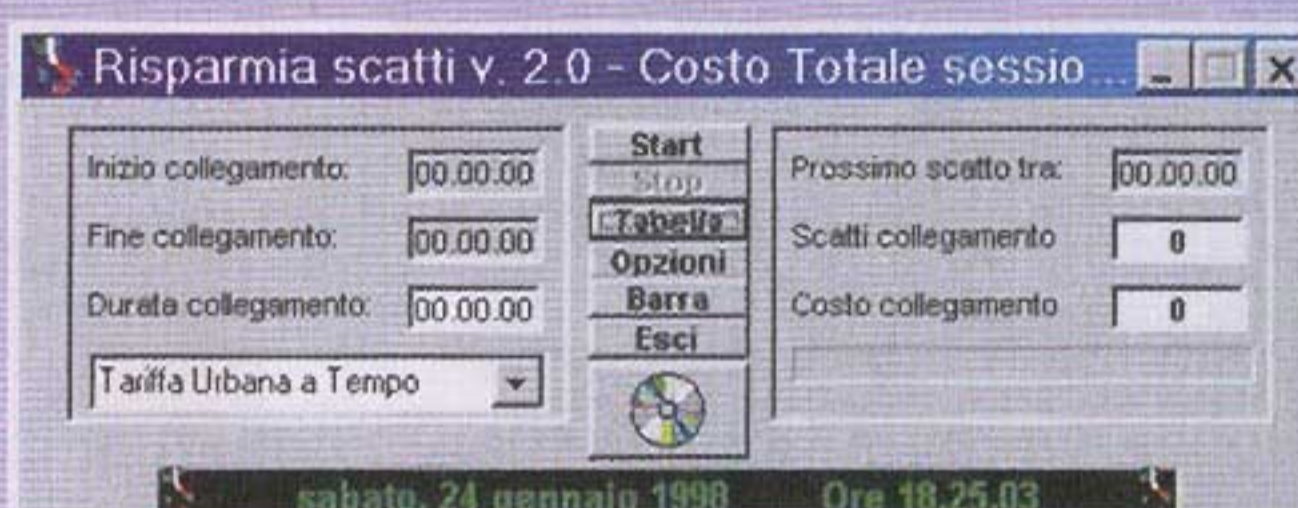 Risparmia scatti v. 2.0 - Costo Totale sessio...
Inizio collegamento: 00.00.00
Fine collegamento: 00.00.00
Durata collegamento: 00.00.00
Tariffa Urbana a Tempo
Start
Stop
Tabella
Opzioni
Barra
Esci
Prossimo scatto tra: 00.00.00
Scatti collegamento 0
Costo collegamento 0
sabato, 24 gennaio 1998 Ore 18.25.03